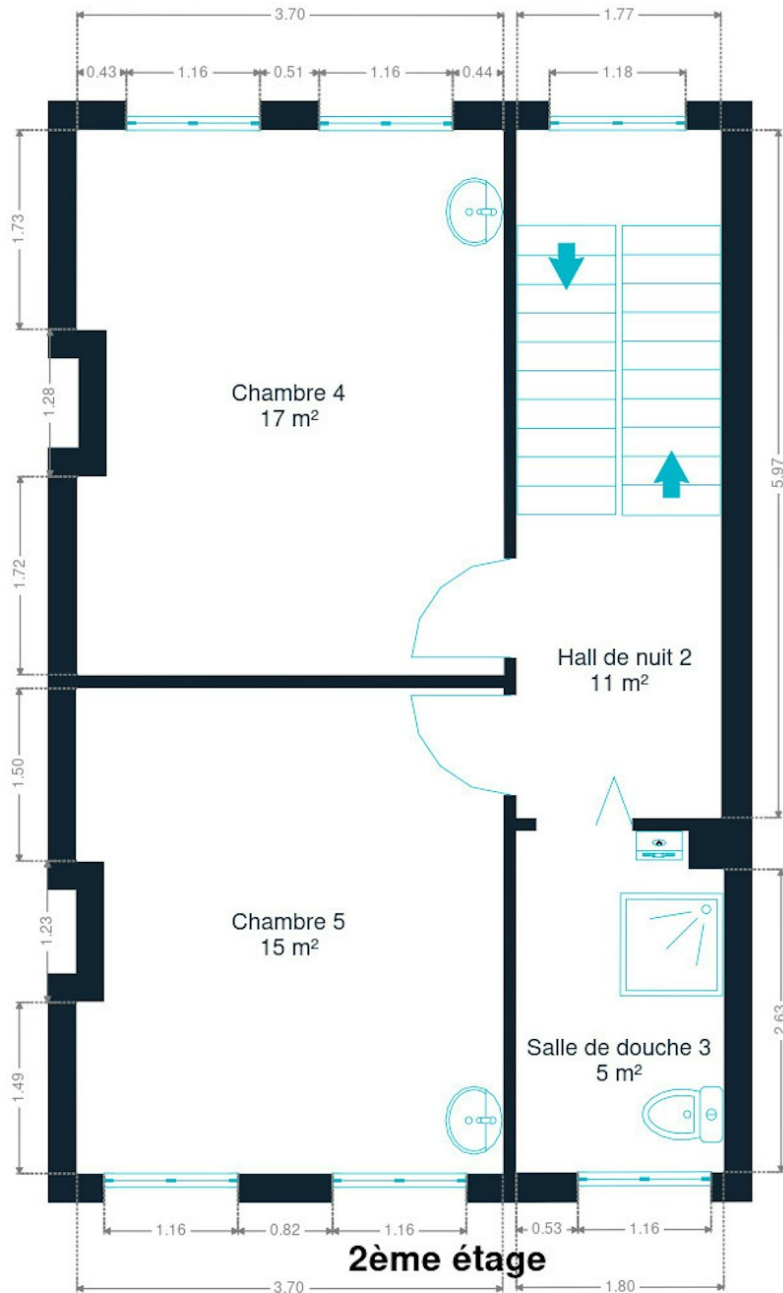 3.70
1.77
0.43
1.16
0.51
1.16
0.44
1.18
1.73
1.28
Chambre 4
17 m²
5.97
1.72
Hall de nuit 2
11 m²
1.50
Chambre 5
15 m²
1.23
2.63
Salle de douche 3
5 m²
1.49
1.16
0.82
1.16
0.53
1.16
2ème étage
3.70
1.80